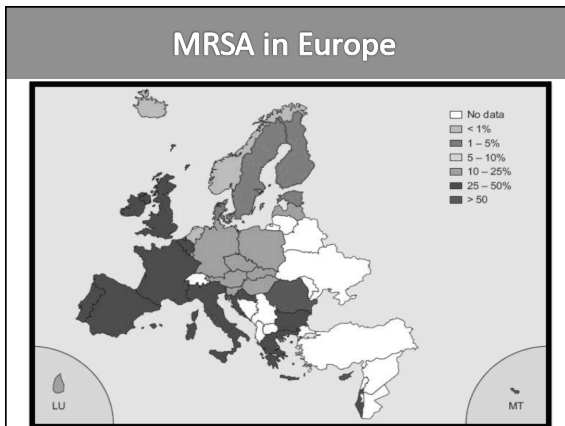 MRSA in Europe
No data
< 1%
1 – 5%
5 – 10%
10 – 25%
25 – 50%
> 50
LU
MT